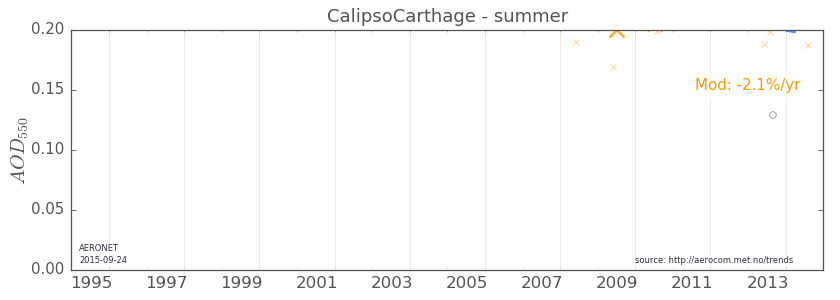 CalipsoCarthage - summer
0.20
0.15
0.10
0.05
0.00
AOD550
Mod: -2.1%/yr
AERONET
2015-09-24
source: http://aerocom.met.no/trends
1995 1997 1999 2001 2003 2005 2007 2009 2011 2013